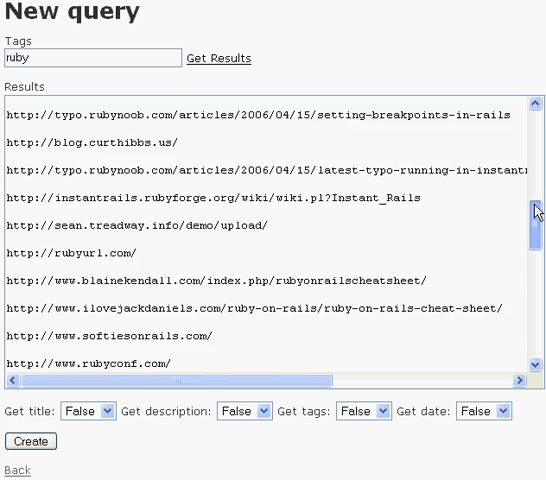 New query
Tags
ruby Get Results
Results
http://typo.rubynoob.com/articles/2006/04/15/setting-breakpoints-in-rails
http://blog.curthibbs.us/
http://typo.rubynoob.com/articles/2006/04/15/latest-typo-running-in-instantr
http://instantrails.rubyforge.org/wiki/wiki.pl?Instant_Rails
http://sean.treadway.info/demo/upload/
http://rubyurl.com/
http://www.blainekendall.com/index.php/rubyonrailscheatsheet/
http://www.ilovejackdaniels.com/ruby-on-rails/ruby-on-rails-cheat-sheet/
http://www.softiesonrails.com/
http://www.rubyconf.com/
Get title: False Get description: False Get tags: False Get date: False
Create
Back